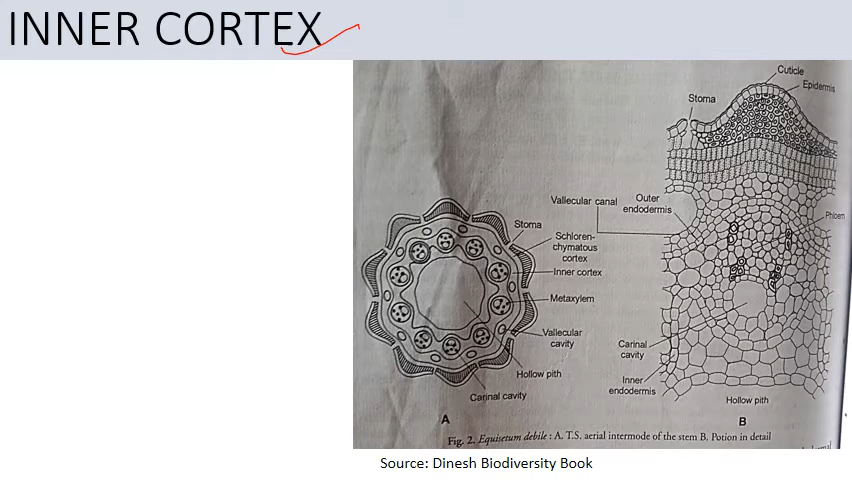 INNER CORTEX
Cuticle
Epidermis
Stoma
Vallecular canal
Outer
endodermis
Phloem
Stoma
Schloren-
chymatous
cortex
Inner cortex
Metaxylem
Vallecular
cavity
Carinal
cavity
Hollow pith
Inner
endodermis
Carinal cavity
Hollow pith
A
B
Fig. 2. Equisetum debile : A. T.S. aerial intermode of the stem B. Potion in detail
Source: Dinesh Biodiversity Book